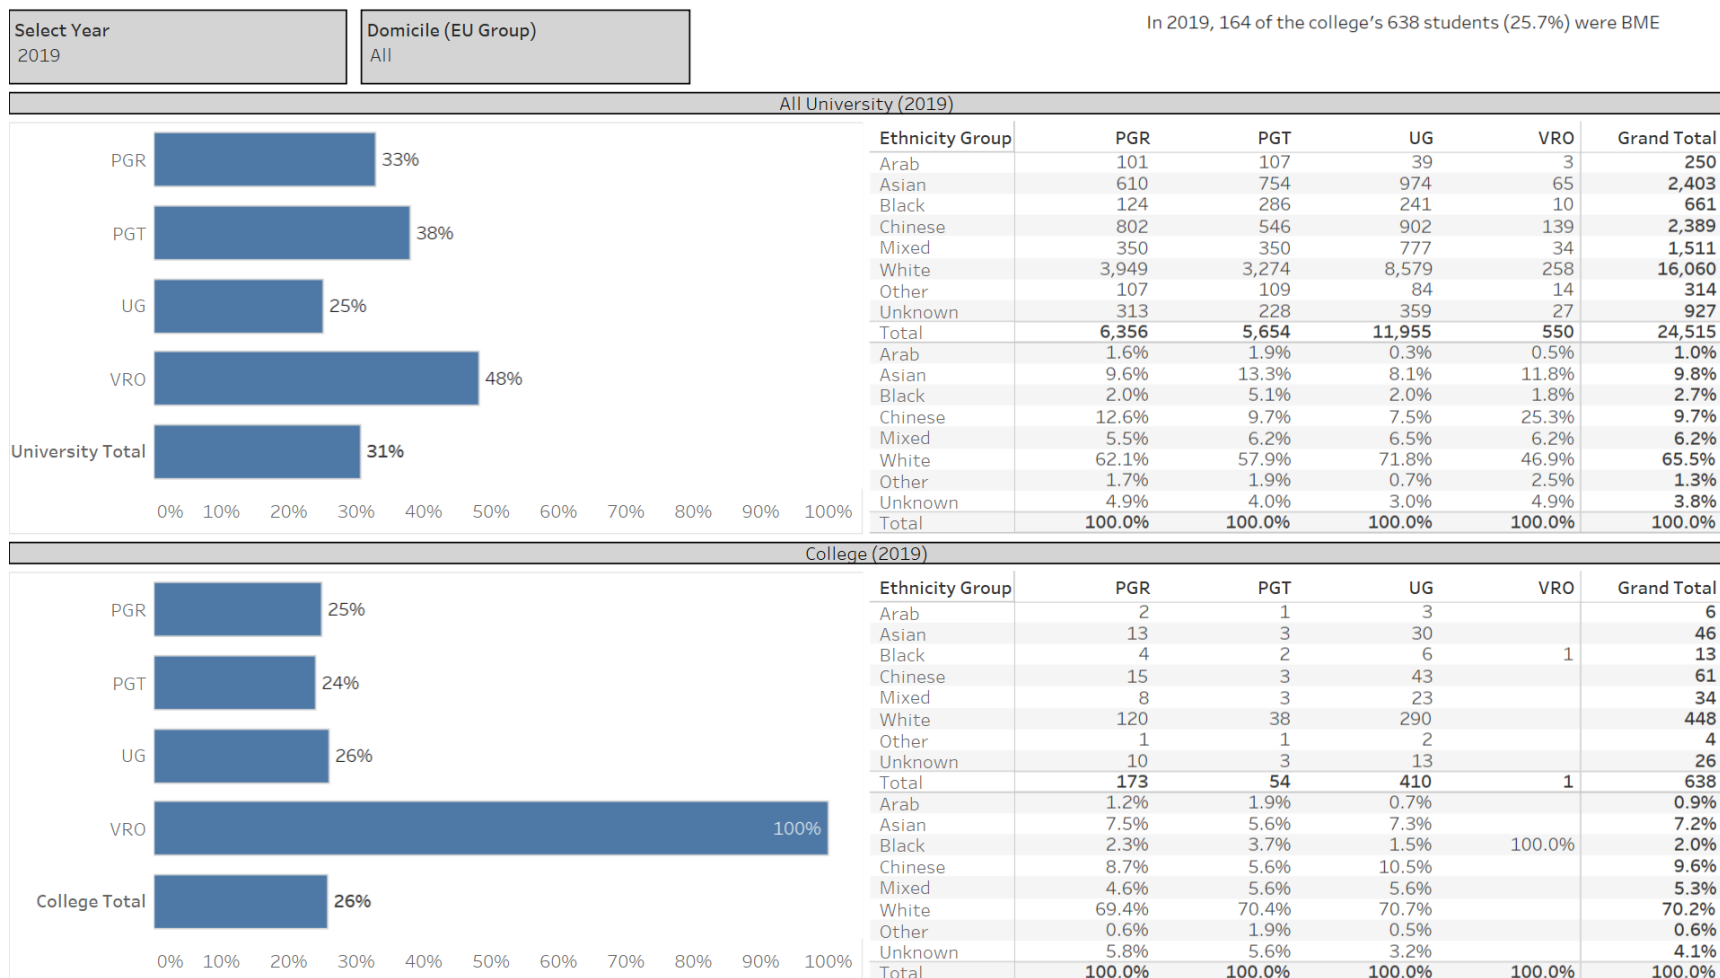 Select Year
2019
Domicile (EU Group)
All
In 2019, 164 of the college's 638 students (25.7%) were BME
All University (2019)
PGR 33%
PGT 38%
UG 25%
VRO 48%
University Total 31%
0% 10% 20% 30% 40% 50% 60% 70% 80% 90% 100%
Ethnicity Group PGR PGT UG VRO Grand Total
Arab 101 107 39 3 250
Asian 610 754 974 65 2,403
Black 124 286 241 10 661
Chinese 802 546 902 139 2,389
Mixed 350 350 777 34 1,511
White 3,949 3,274 8,579 258 16,060
Other 107 109 84 14 314
Unknown 313 228 359 27 927
Total 6,356 5,654 11,955 550 24,515
Arab 1.6% 1.9% 0.3% 0.5% 1.0%
Asian 9.6% 13.3% 8.1% 11.8% 9.8%
Black 2.0% 5.1% 2.0% 1.8% 2.7%
Chinese 12.6% 9.7% 7.5% 25.3% 9.7%
Mixed 5.5% 6.2% 6.5% 6.2% 6.2%
White 62.1% 57.9% 71.8% 46.9% 65.5%
Other 1.7% 1.9% 0.7% 2.5% 1.3%
Unknown 4.9% 4.0% 3.0% 4.9% 3.8%
Total 100.0% 100.0% 100.0% 100.0% 100.0%
College (2019)
PGR 25%
PGT 24%
UG 26%
VRO 100%
College Total 26%
0% 10% 20% 30% 40% 50% 60% 70% 80% 90% 100%
Ethnicity Group PGR PGT UG VRO Grand Total
Arab 2 1 3 6
Asian 13 3 30 46
Black 4 2 6 1 13
Chinese 15 3 43 61
Mixed 8 3 23 34
White 120 38 290 448
Other 1 1 2 4
Unknown 10 3 13 26
Total 173 54 410 1 638
Arab 1.2% 1.9% 0.7% 0.9%
Asian 7.5% 5.6% 7.3% 7.2%
Black 2.3% 3.7% 1.5% 100.0% 2.0%
Chinese 8.7% 5.6% 10.5% 9.6%
Mixed 4.6% 5.6% 5.6% 5.3%
White 69.4% 70.4% 70.7% 70.2%
Other 0.6% 1.9% 0.5% 0.6%
Unknown 5.8% 5.6% 3.2% 4.1%
Total 100.0% 100.0% 100.0% 100.0% 100.0%